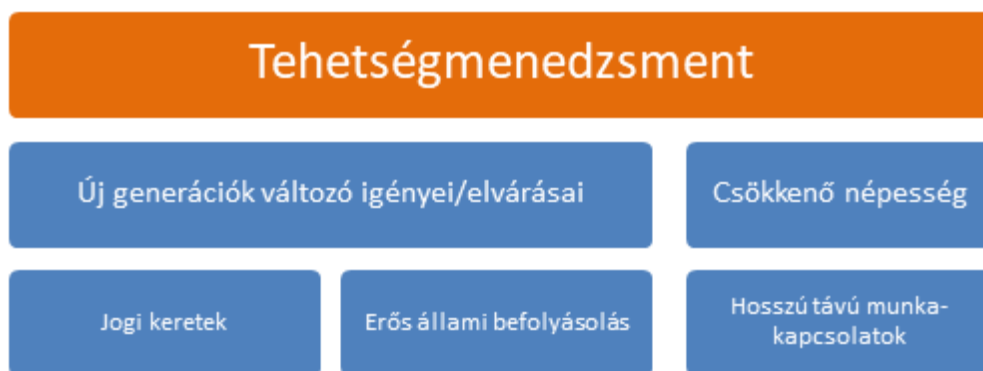 Tehetségmenedzsment
Új generációk változó igényei/elvárásai
Csökkenő népesség
Jogi keretek
Erős állami befolyásolás
Hosszú távú munka-
kapcsolatok